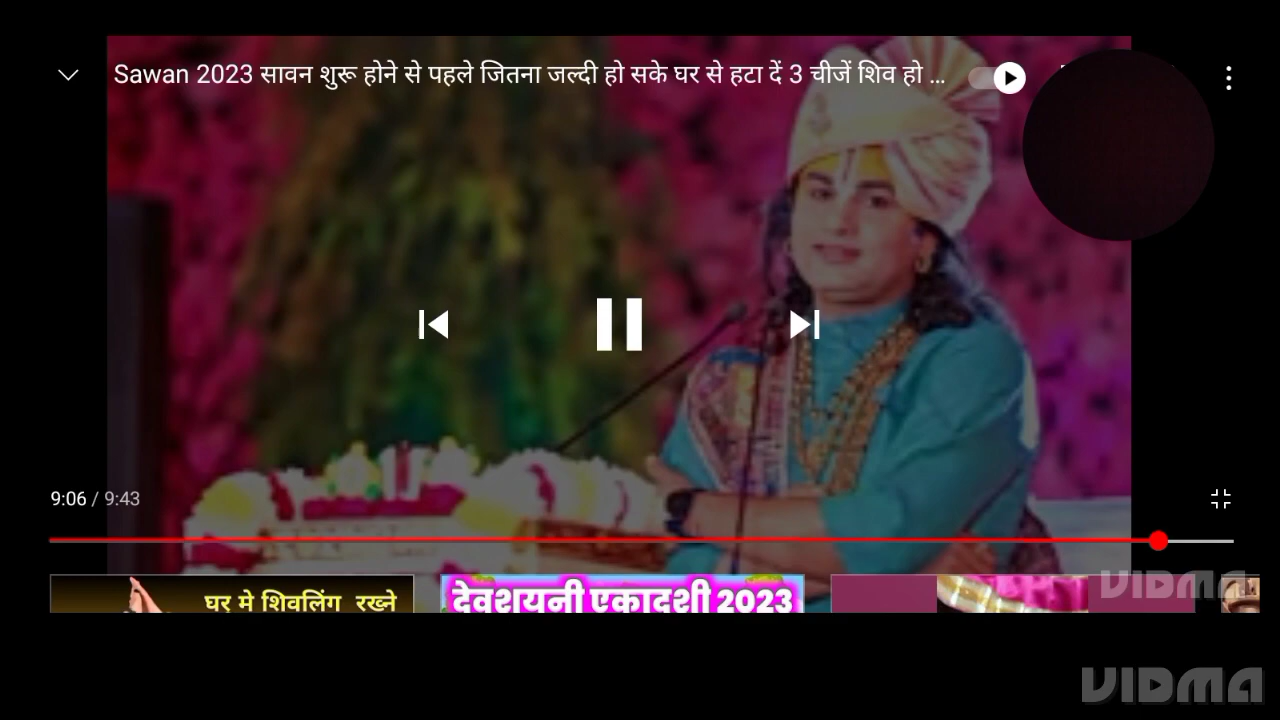 Sawan 2023 सावन शुरू होने से पहले जितना जल्दी हो सके घर से हटा दें 3 चीजें शिव हो ...
9:06 / 9:43
घर मे शिवलिंग रखने
देवशयनी एकादशी 2023
VIDMA
VIDMA